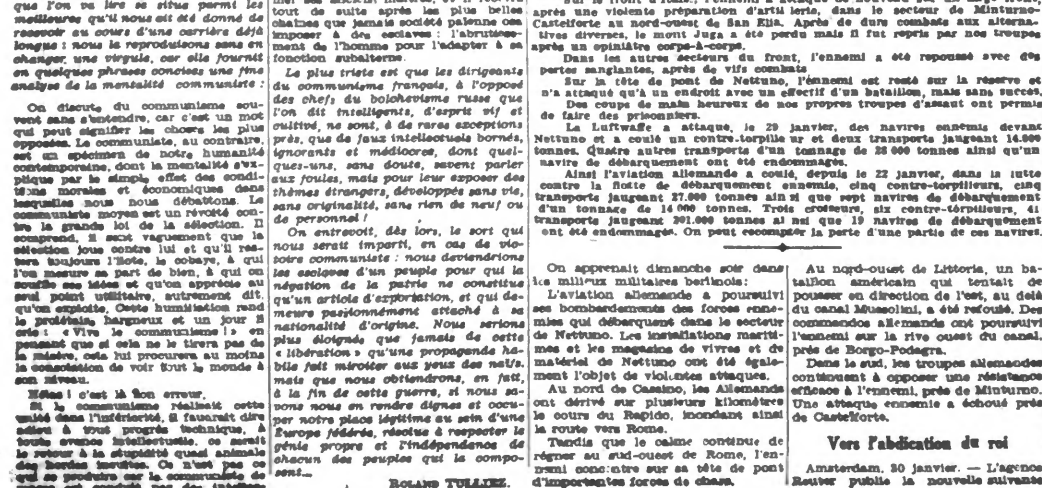 que l'on va lire ne situs permi les
meilleures qu'il nous ait été donné de
recevoir au cours d'une carrière déjà
longue : nous la reproduisons sans en
changer une virgule, car elle fournit
en quelques phrases concises une fine
analyse de la mentalité communiste :
On discute du communisme sou-
vent sans s'entendre, car c'est un mot
qui peut signifier les choses les plus
opposées. Le communiste, au contraire,
est un spécimen de notre humanité
contemporaine, dont la mentalité s'ex-
plique par le simple effet des condi-
tions morales et économiques dans
lesquelles nous nous débattons. Le
communiste moyen est un révolté con-
tre la grande loi de la sélection. Il
comprend, il sent vaguement que la
sélection joue contre lui et qu'il res-
tera toujours l'ilote, le cobaye, à qui
l'on mesure sa part de bien, à qui on
souffle ses idées et qu'on apprécie au
seul point utilitaire, autrement dit,
qu'on exploite. Cette humiliation rend
le prolétaire hargneux et un jour il
crie : « Vive le communisme ! » en
pensant que si cela ne le tirera pas de
la misère, cela lui procurera au moins
la consolation de voir tout le monde à
son niveau.
Hélas ! c'est là son erreur.
Si le communisme réalisait cette
unité dans l'infériorité, il faudrait dire
adieu à tout progrès technique, à
toute avance intellectuelle, ce serait
le retour à la stupidité quasi animale
des hordes incultes. Ce n'est pas ce
qui se produira car le communiste de
tout de suite après les plus belles
chaînes que jamais société païenne osa
imposer à des esclaves : l'abrutisse-
ment de l'homme pour l'adapter à sa
fonction subalterne.
Le plus triste est que les dirigeants
du communisme français, à l'opposé
des chefs du bolchevisme russe que
l'on dit intelligents, d'esprit vif et
cultivé, ne sont, à de rares exceptions
près, que de faux intellectuels bornés,
ignorants et médiocres, dont quel-
ques-uns, sans doute, savent parler
aux foules, mais pour leur exposer des
thèmes étrangers, développés sans vie,
sans originalité, sans rien de neuf ou
de personnel !
On entrevoit, dès lors, le sort qui
nous serait imparti, en cas de vic-
toire communiste : nous deviendrions
les esclaves d'un peuple pour qui la
négation de la patrie ne constitue
qu'un article d'exportation, et qui de-
meure passionnément attaché à sa
nationalité d'origine. Nous serions
plus éloignés que jamais de cette
« libération » qu'une propagande ha-
bile fait miroiter aux yeux des naïfs,
mais que nous obtiendrons, en fait,
à la fin de cette guerre, si nous sa-
vons nous en rendre dignes et occu-
per notre place légitime au sein d'une
Europe fédérée, résolue à respecter le
génie propre et l'indépendance de
chacun des peuples qui la compo-
sent...
ROLAND TULLIEZ.
après une violente préparation d'artillerie, dans le secteur de Minturno
Castelforte au nord-ouest de San Elia. Après de durs combats aux alterna-
tives diverses, le mont Juga a été perdu mais il fut repris par nos troupes
après un opiniâtre corps-à-corps.
Dans les autres secteurs du front, l'ennemi a été repoussé avec des
pertes sanglantes, après de vifs combats
Sur la tête de pont de Nettuno, l'ennemi est resté sur la réserve et
n'a attaqué qu'à un endroit avec un effectif d'un bataillon, mais sans succès.
Des coups de main heureux de nos propres troupes d'assaut ont permis
de faire des prisonniers.
La Luftwaffe a attaqué, le 29 janvier, des navires ennemis devant
Nettuno et a coulé un contre-torpilleur et deux transports jaugeant 14.000
tonnes. Quatre autres transports d'un tonnage de 28 000 tonnes ainsi qu'un
navire de débarquement ont été endommagés.
Ainsi l'aviation allemande a coulé, depuis le 22 janvier, dans la lutte
contre la flotte de débarquement ennemie, cinq contre-torpilleurs, cinq
transports jaugeant 27.000 tonnes ainsi que sept navires de débarquement
d'un tonnage de 14 000 tonnes. Trois croiseurs, six contre-torpilleurs, 41
transports jaugeant 201.000 tonnes ainsi que 19 navires de débarquement
ont été endommagés. On peut escompter la perte d'une partie de ces navires.
On apprenait dimanche soir dans
les milieux militaires berlinois :
L'aviation allemande a poursuivi
ses bombardements des forces enne-
mies qui débarquent dans le secteur
de Nettuno. Les installations mariti-
mes et les magasins de vivres et de
matériel de Nettuno ont été égale-
ment l'objet de violentes attaques.
Au nord de Cassino, les Allemands
ont dérivé sur plusieurs kilomètres
le cours du Rapido, inondant ainsi
la route vers Rome.
Tandis que le calme continue de
régner au sud-ouest de Rome, l'en-
nemi concentre sur sa tête de pont
d'importantes forces de chars.
Au nord-ouest de Littoria, un ba-
taillon américain qui tentait de
pousser en direction de l'est, au delà
du canal Mussolini, a été refoulé. Des
commandos allemands ont poursuivi
l'ennemi sur la rive ouest du canal,
près de Borgo-Podagra.
Dans le sud, les troupes allemandes
continuent à opposer une résistance
efficace à l'ennemi, près de Minturno.
Une attaque ennemie a échoué près
de Castelforte.
Vers l'abdication du roi
Amsterdam, 30 janvier. — L'agence
Reuter publie la nouvelle suivante